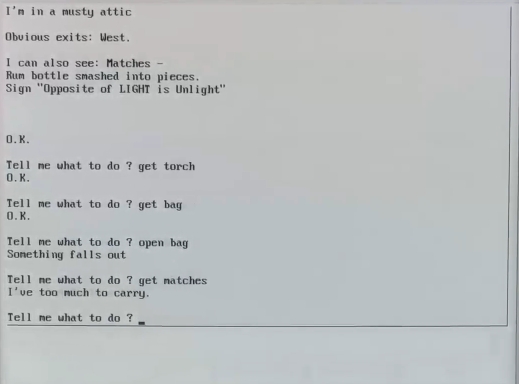 I'm in a musty attic
Obvious exits: West.
I can also see: Matches -
Rum bottle smashed into pieces.
Sign "Opposite of LIGHT is Unlight"
O.K.
Tell me what to do ? get torch
O.K.
Tell me what to do ? get bag
O.K.
Tell me what to do ? open bag
Something falls out
Tell me what to do ? get matches
I've too much to carry.
Tell me what to do ? _